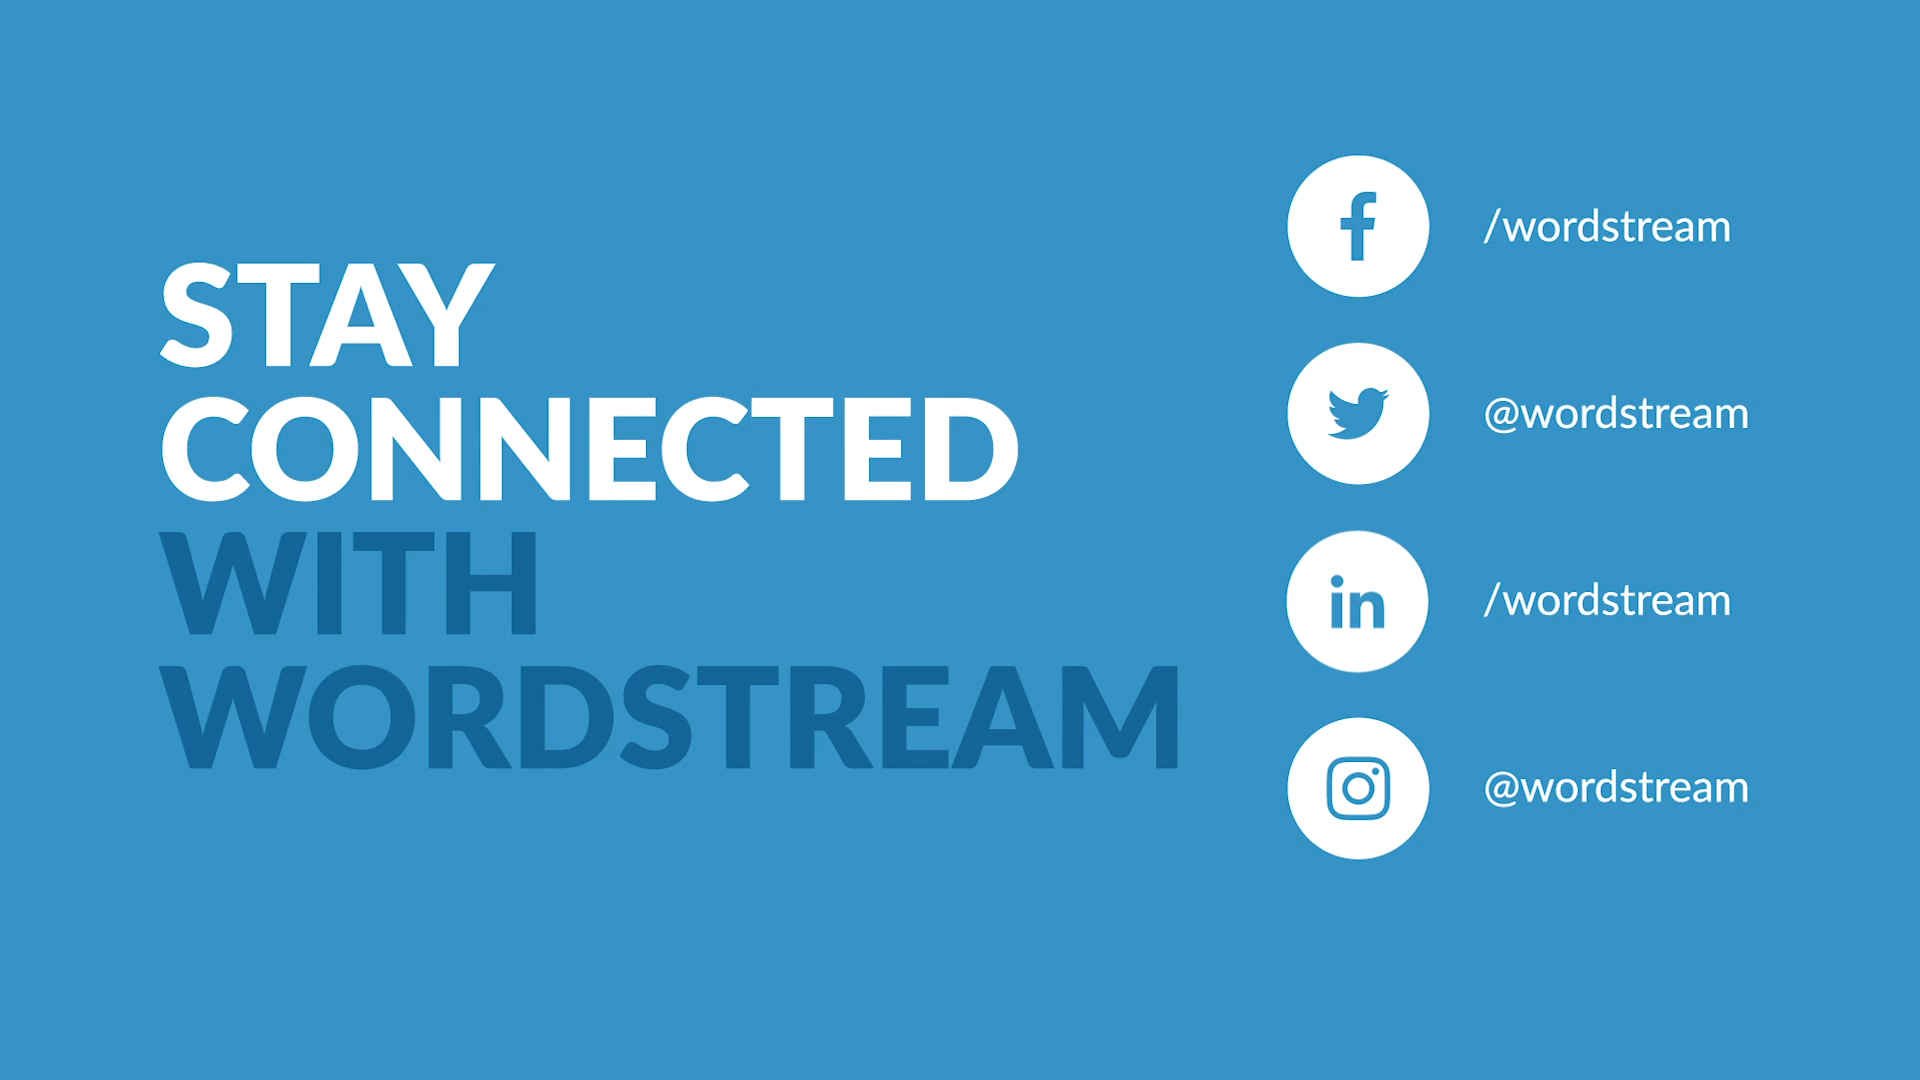 STAY
CONNECTED
WITH
WORDSTREAM
/wordstream
@wordstream
in
/wordstream
@wordstream